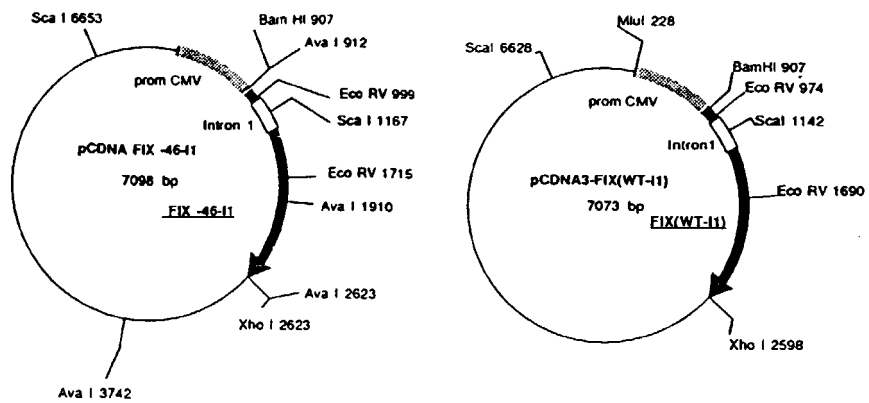 Sca I 6653
Bam HI 907
Ava I 912
prom CMV
Eco RV 999
Sca I 1167
Intron 1
pCDNA FIX -46-I1
7098 bp
Eco RV 1715
FIX -46-I1
Ava I 1910
Ava I 2623
Xho I 2623
Ava I 3742
MluI 228
ScaI 6628
BamHI 907
Eco RV 974
prom CMV
ScaI 1142
Intron1
pCDNA3-FIX(WT-I1)
7073 bp
Eco RV 1690
FIX(WT-I1)
Xho I 2598